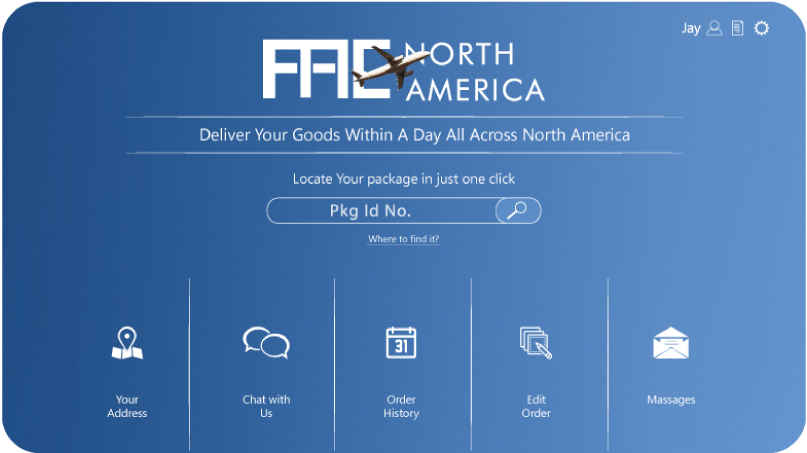 Jay
FAE NORTH
AMERICA
Deliver Your Goods Within A Day All Across North America
Locate Your package in just one click
Pkg Id No.
Where to find it?
Your
Address
Chat with
Us
31
Order
History
Edit
Order
Massages